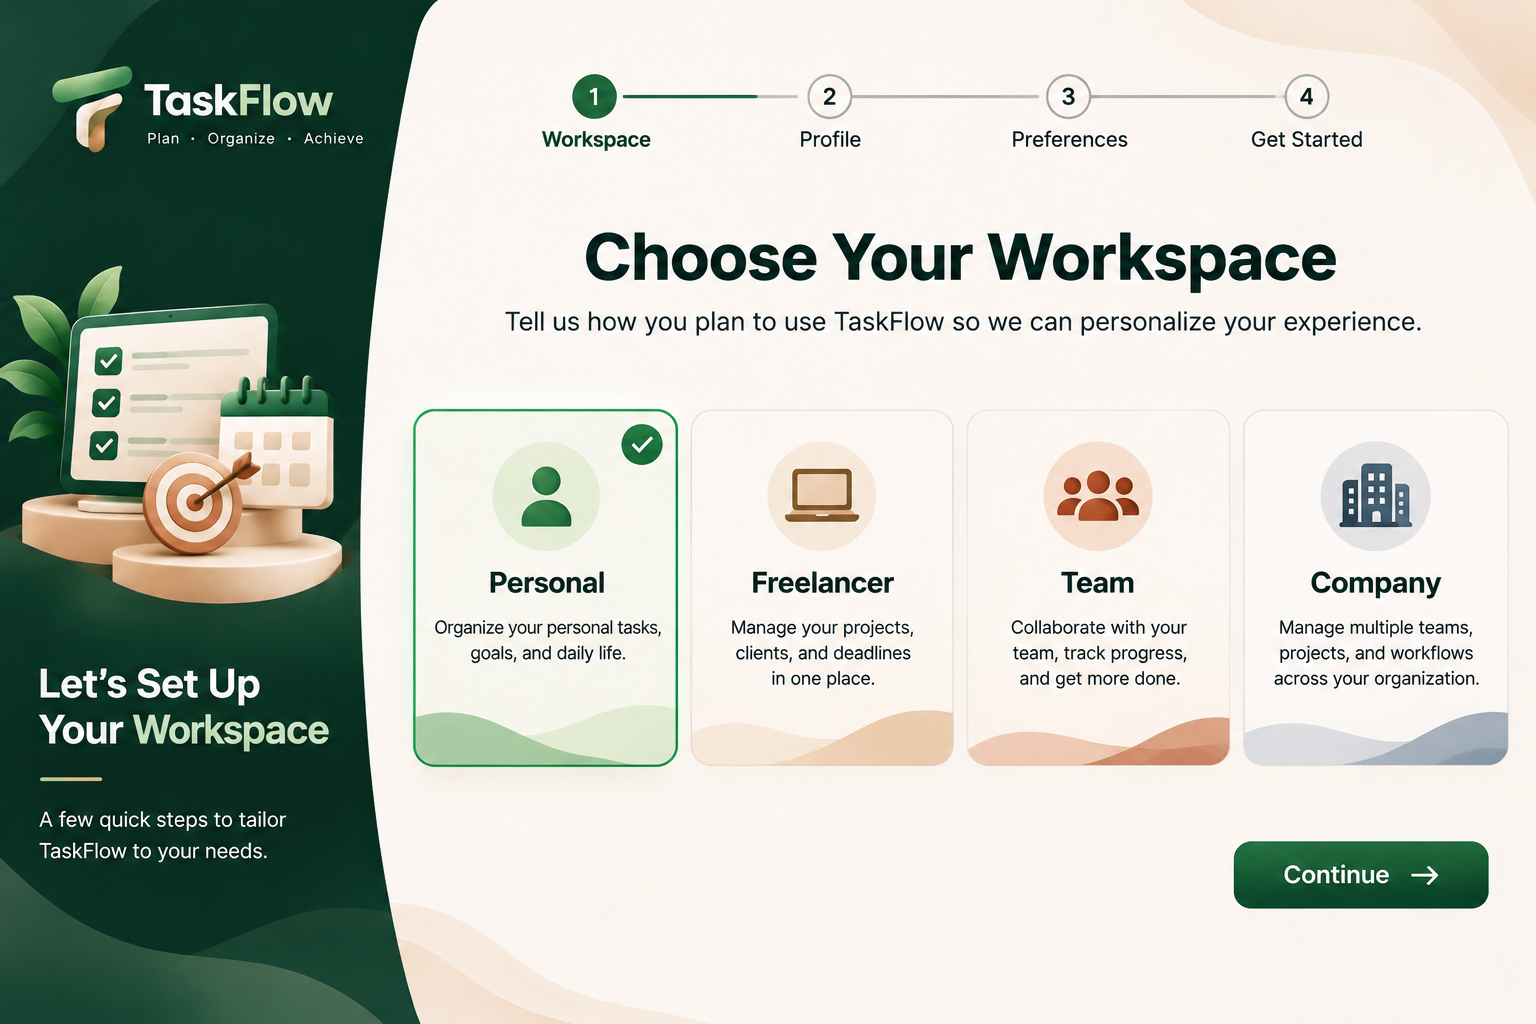 TaskFlow
Plan · Organize · Achieve
Let's Set Up
Your Workspace
A few quick steps to tailor
TaskFlow to your needs.
1
Workspace
2
Profile
3
Preferences
4
Get Started
Choose Your Workspace
Tell us how you plan to use TaskFlow so we can personalize your experience.
Personal
Organize your personal tasks,
goals, and daily life.
Freelancer
Manage your projects,
clients, and deadlines
in one place.
Team
Collaborate with your
team, track progress,
and get more done.
Company
Manage multiple teams,
projects, and workflows
across your organization.
Continue →